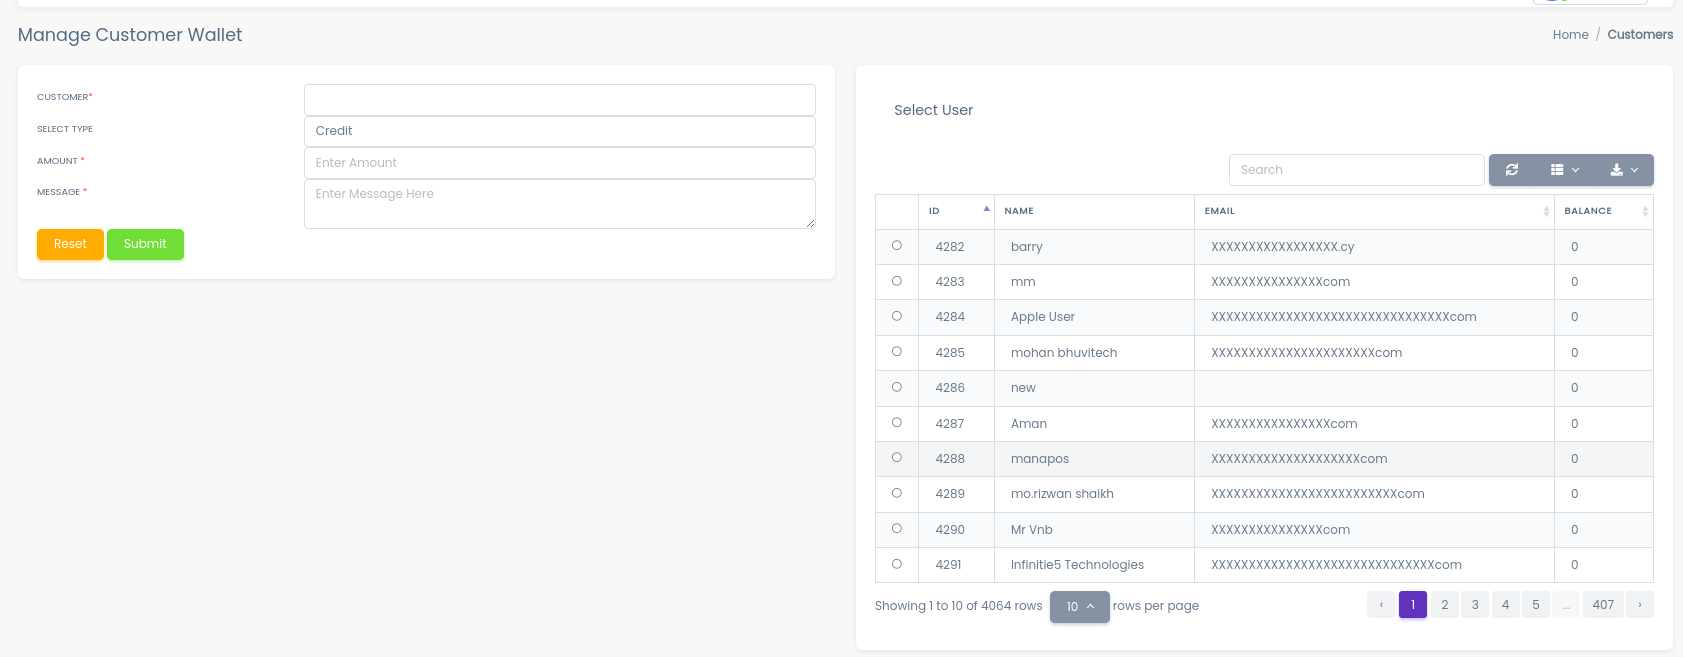 Manage Customer Wallet
Home / Customers
CUSTOMER*
SELECT TYPE
Credit
AMOUNT *
Enter Amount
MESSAGE *
Enter Message Here
Reset
Submit
Select User
Search
ID NAME EMAIL BALANCE
4282 barry XXXXXXXXXXXXXXXXX.cy 0
4283 mm XXXXXXXXXXXXXXXcom 0
4284 Apple User XXXXXXXXXXXXXXXXXXXXXXXXXXXXXXXXcom 0
4285 mohan bhuvitech XXXXXXXXXXXXXXXXXXXXXXcom 0
4286 new 0
4287 Aman XXXXXXXXXXXXXXXXcom 0
4288 manapos XXXXXXXXXXXXXXXXXXXXcom 0
4289 mo.rizwan shaikh XXXXXXXXXXXXXXXXXXXXXXXXXcom 0
4290 Mr Vnb XXXXXXXXXXXXXXXcom 0
4291 Infinitie5 Technologies XXXXXXXXXXXXXXXXXXXXXXXXXXXXXXcom 0
Showing 1 to 10 of 4064 rows 10 rows per page
‹ 1 2 3 4 5 ... 407 ›